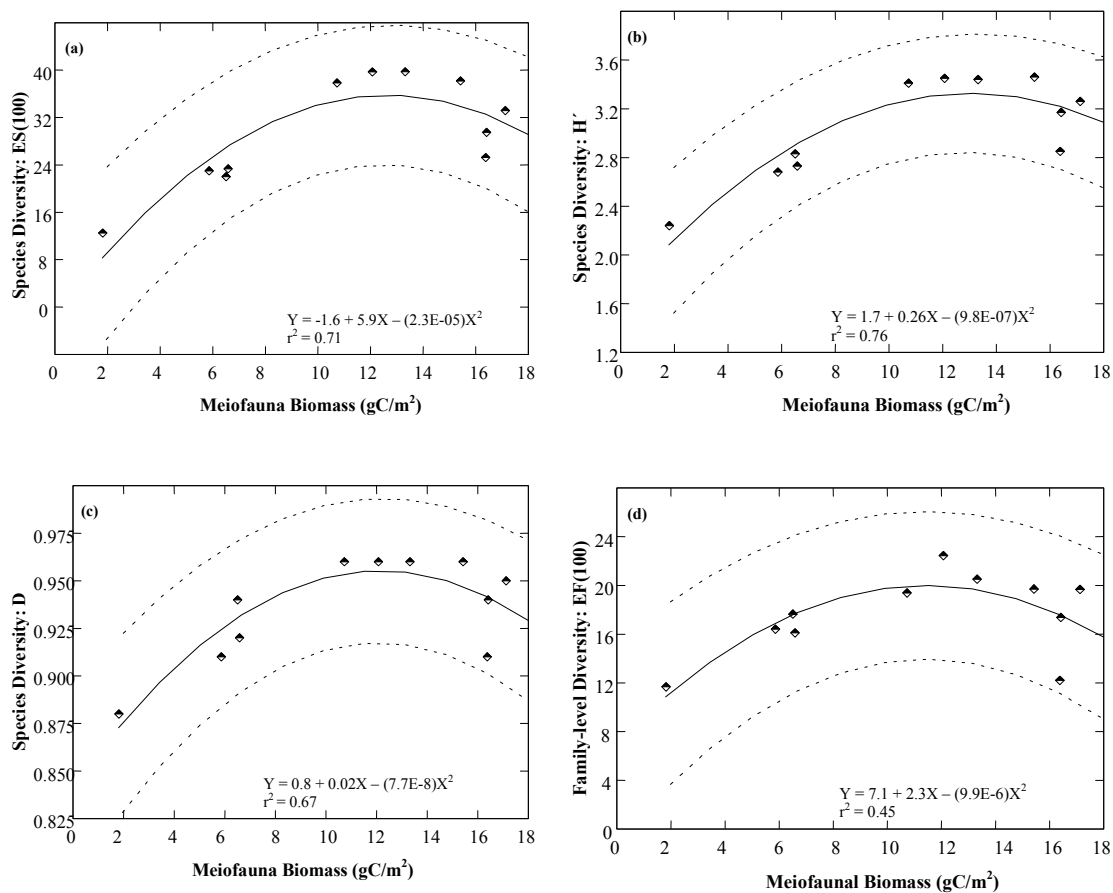 (a)
Species Diversity: ES(100)
40
32
24
16
8
0
Y = -1.6 + 5.9X – (2.3E-05)X²
r² = 0.71
0 2 4 6 8 10 12 14 16 18
Meiofauna Biomass (gC/m²)
(b)
Species Diversity: H´
3.6
3.2
2.8
2.4
2.0
1.6
1.2
Y = 1.7 + 0.26X – (9.8E-07)X²
r² = 0.76
0 2 4 6 8 10 12 14 16 18
Meiofauna Biomass (gC/m²)
(c)
Species Diversity: D
0.975
0.950
0.925
0.900
0.875
0.850
0.825
Y = 0.8 + 0.02X – (7.7E-8)X²
r² = 0.67
0 2 4 6 8 10 12 14 16 18
Meiofauna Biomass (gC/m²)
(d)
Family-level Diversity: EF(100)
24
20
16
12
8
4
0
Y = 7.1 + 2.3X – (9.9E-6)X²
r² = 0.45
0 2 4 6 8 10 12 14 16 18
Meiofaunal Biomass (gC/m²)